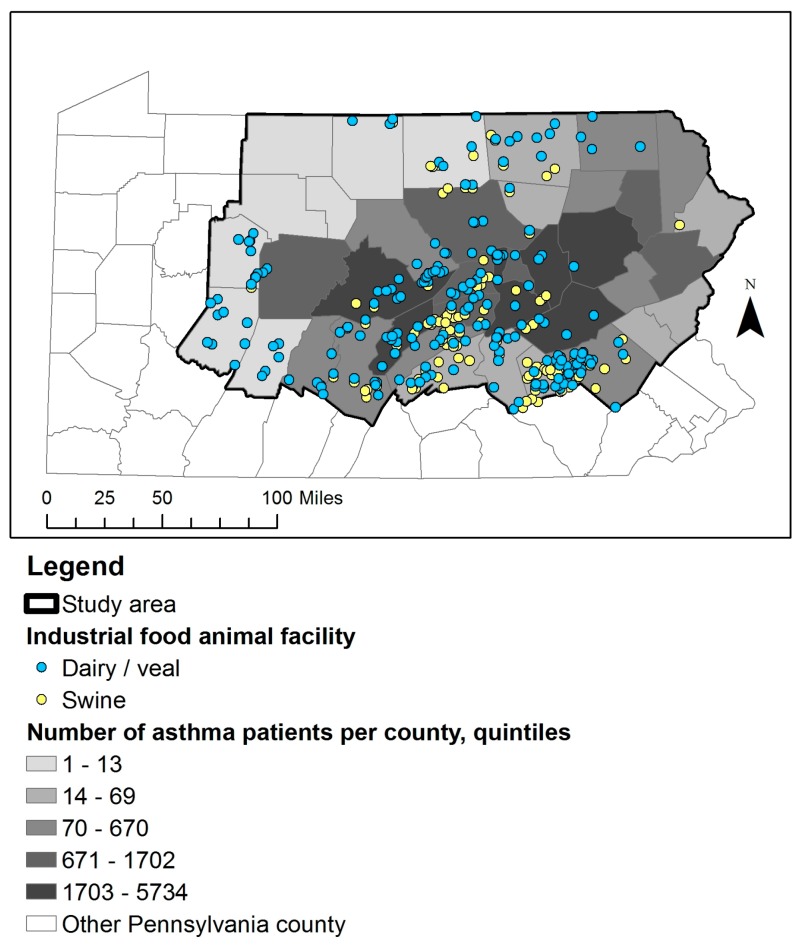 N
0 25 50 100 Miles
Legend
Study area
Industrial food animal facility
Dairy / veal
Swine
Number of asthma patients per county, quintiles
1 - 13
14 - 69
70 - 670
671 - 1702
1703 - 5734
Other Pennsylvania county